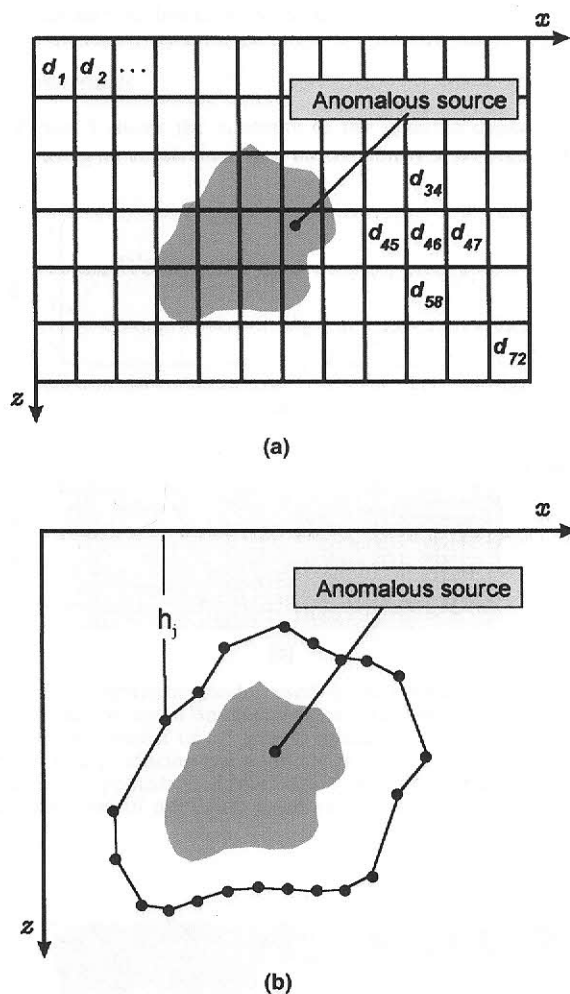 x
d₁ d₂ ...
Anomalous source
d₃₄
d₄₅ d₄₆ d₄₇
d₅₈
d₇₂
z
(a)
x
Anomalous source
hⱼ
z
(b)